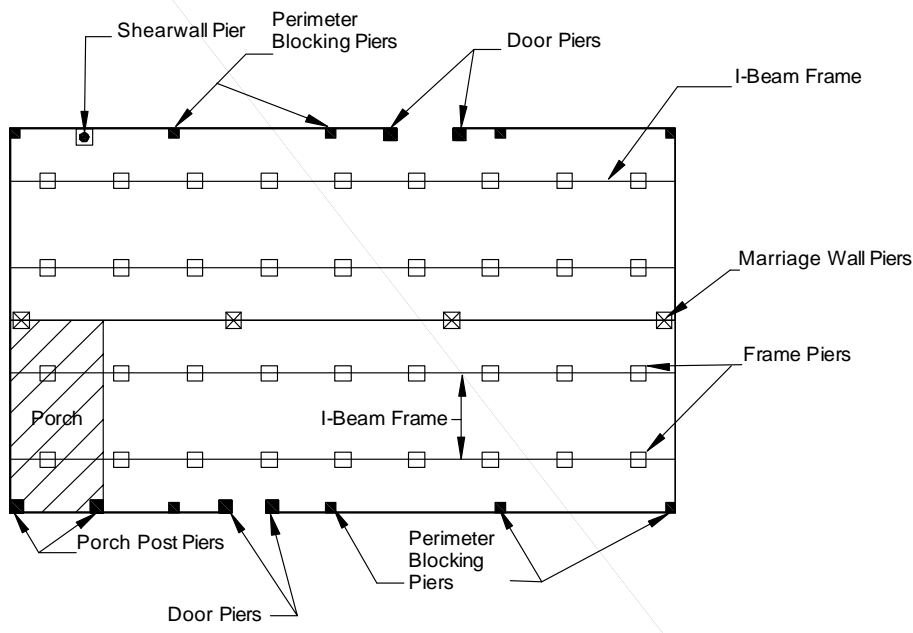 Shearwall Pier
Perimeter
Blocking Piers
Door Piers
I-Beam Frame
Marriage Wall Piers
Frame Piers
I-Beam Frame
Porch
Porch Post Piers
Perimeter
Blocking
Piers
Door Piers